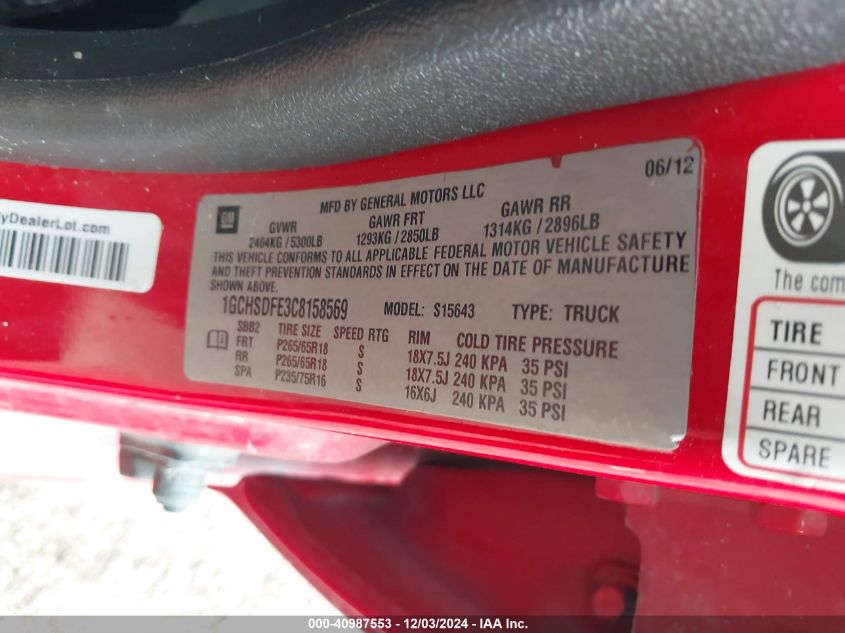 yDealerLot.com
GM
MFD BY GENERAL MOTORS LLC
06/12
GVWR GAWR FRT GAWR RR
2404KG / 5300LB 1293KG / 2850LB 1314KG / 2896LB
THIS VEHICLE CONFORMS TO ALL APPLICABLE FEDERAL MOTOR VEHICLE SAFETY
AND THEFT PREVENTION STANDARDS IN EFFECT ON THE DATE OF MANUFACTURE
SHOWN ABOVE.
1GCHSDFE3C8158569 MODEL: S15643 TYPE: TRUCK
SBB2 TIRE SIZE SPEED RTG RIM COLD TIRE PRESSURE
FRT P265/65R18 S 18X7.5J 240 KPA 35 PSI
RR P265/65R18 S 18X7.5J 240 KPA 35 PSI
SPA P235/75R16 S 16X6J 240 KPA 35 PSI
The com
TIRE
FRONT
REAR
SPARE
000-40987553 - 12/03/2024 - IAA Inc.